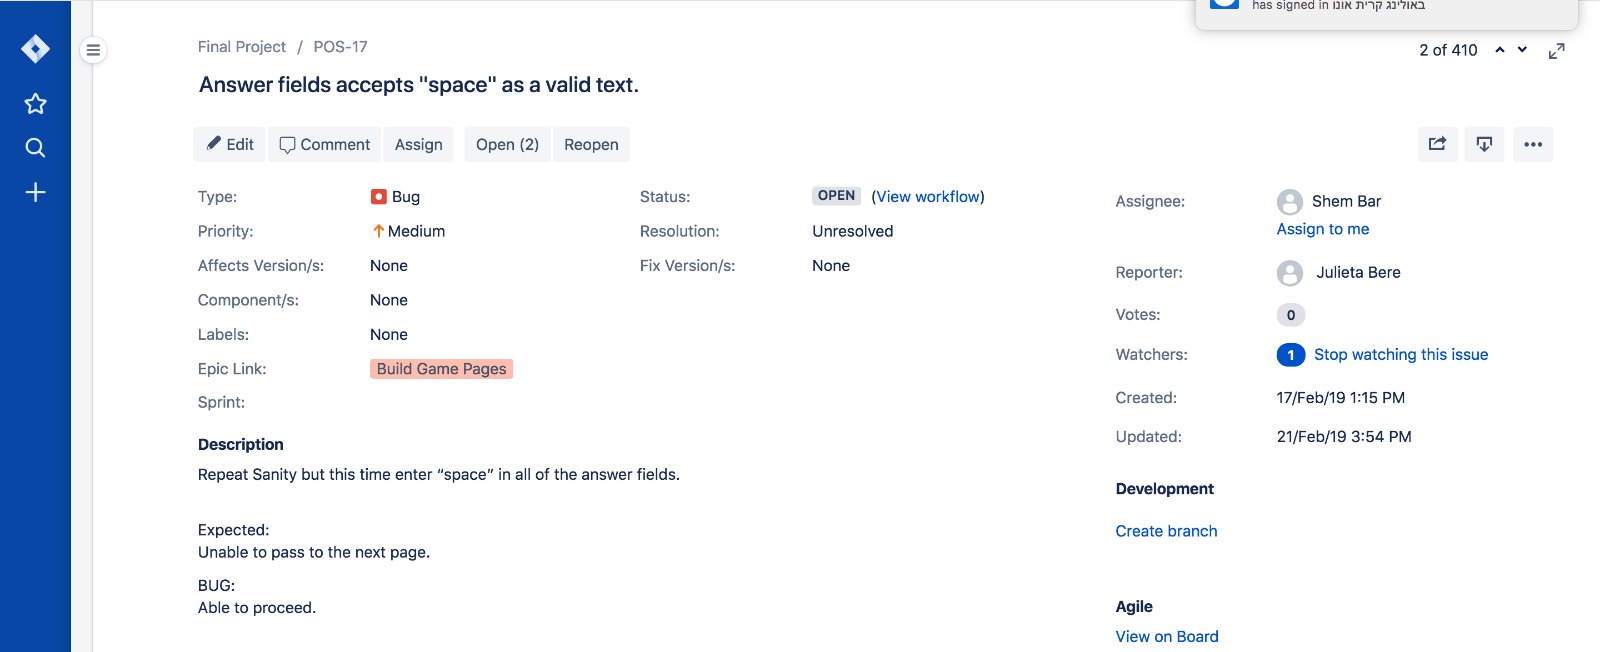 has signed in באולינג קרית אונו
Final Project / POS-17
2 of 410
Answer fields accepts "space" as a valid text.
Edit Comment Assign Open (2) Reopen
Type: Bug Status: OPEN (View workflow)
Priority: Medium Resolution: Unresolved
Affects Version/s: None Fix Version/s: None
Component/s: None
Labels: None
Epic Link: Build Game Pages
Sprint:
Description
Repeat Sanity but this time enter “space” in all of the answer fields.
Expected:
Unable to pass to the next page.
BUG:
Able to proceed.
Assignee: Shem Bar
Assign to me
Reporter: Julieta Bere
Votes: 0
Watchers: 1 Stop watching this issue
Created: 17/Feb/19 1:15 PM
Updated: 21/Feb/19 3:54 PM
Development
Create branch
Agile
View on Board